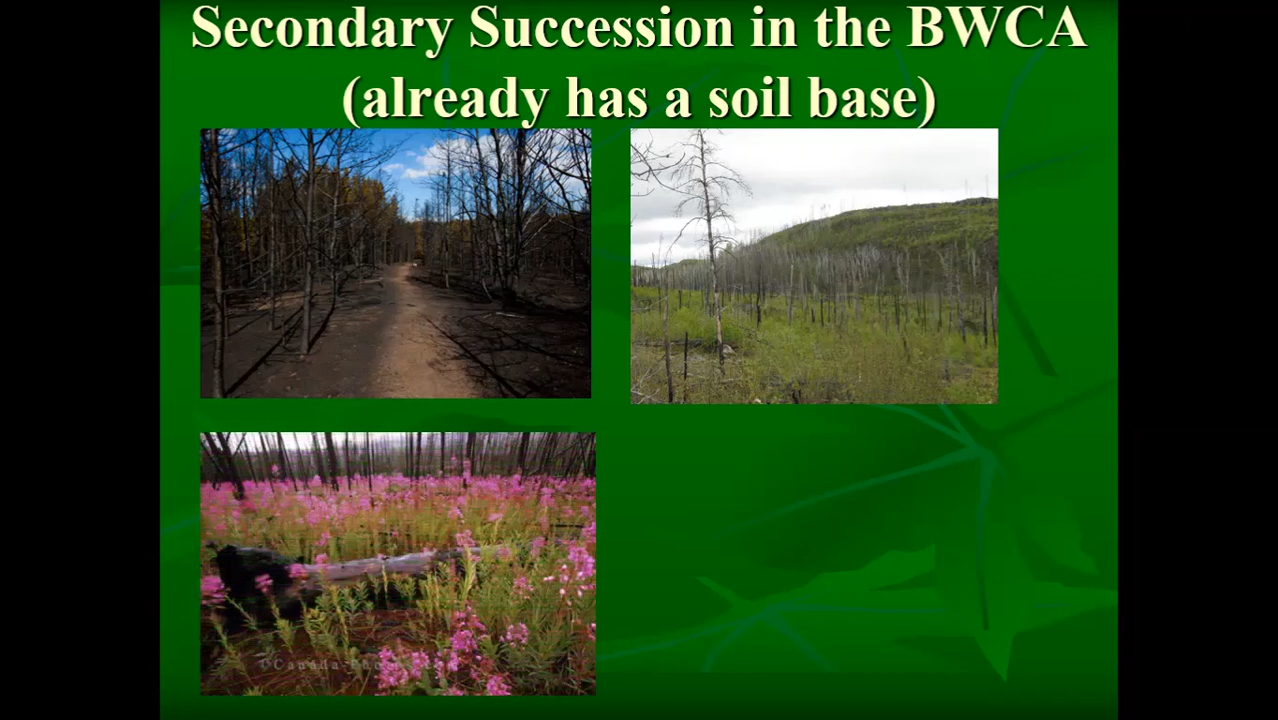 Secondary Succession in the BWCA
(already has a soil base)